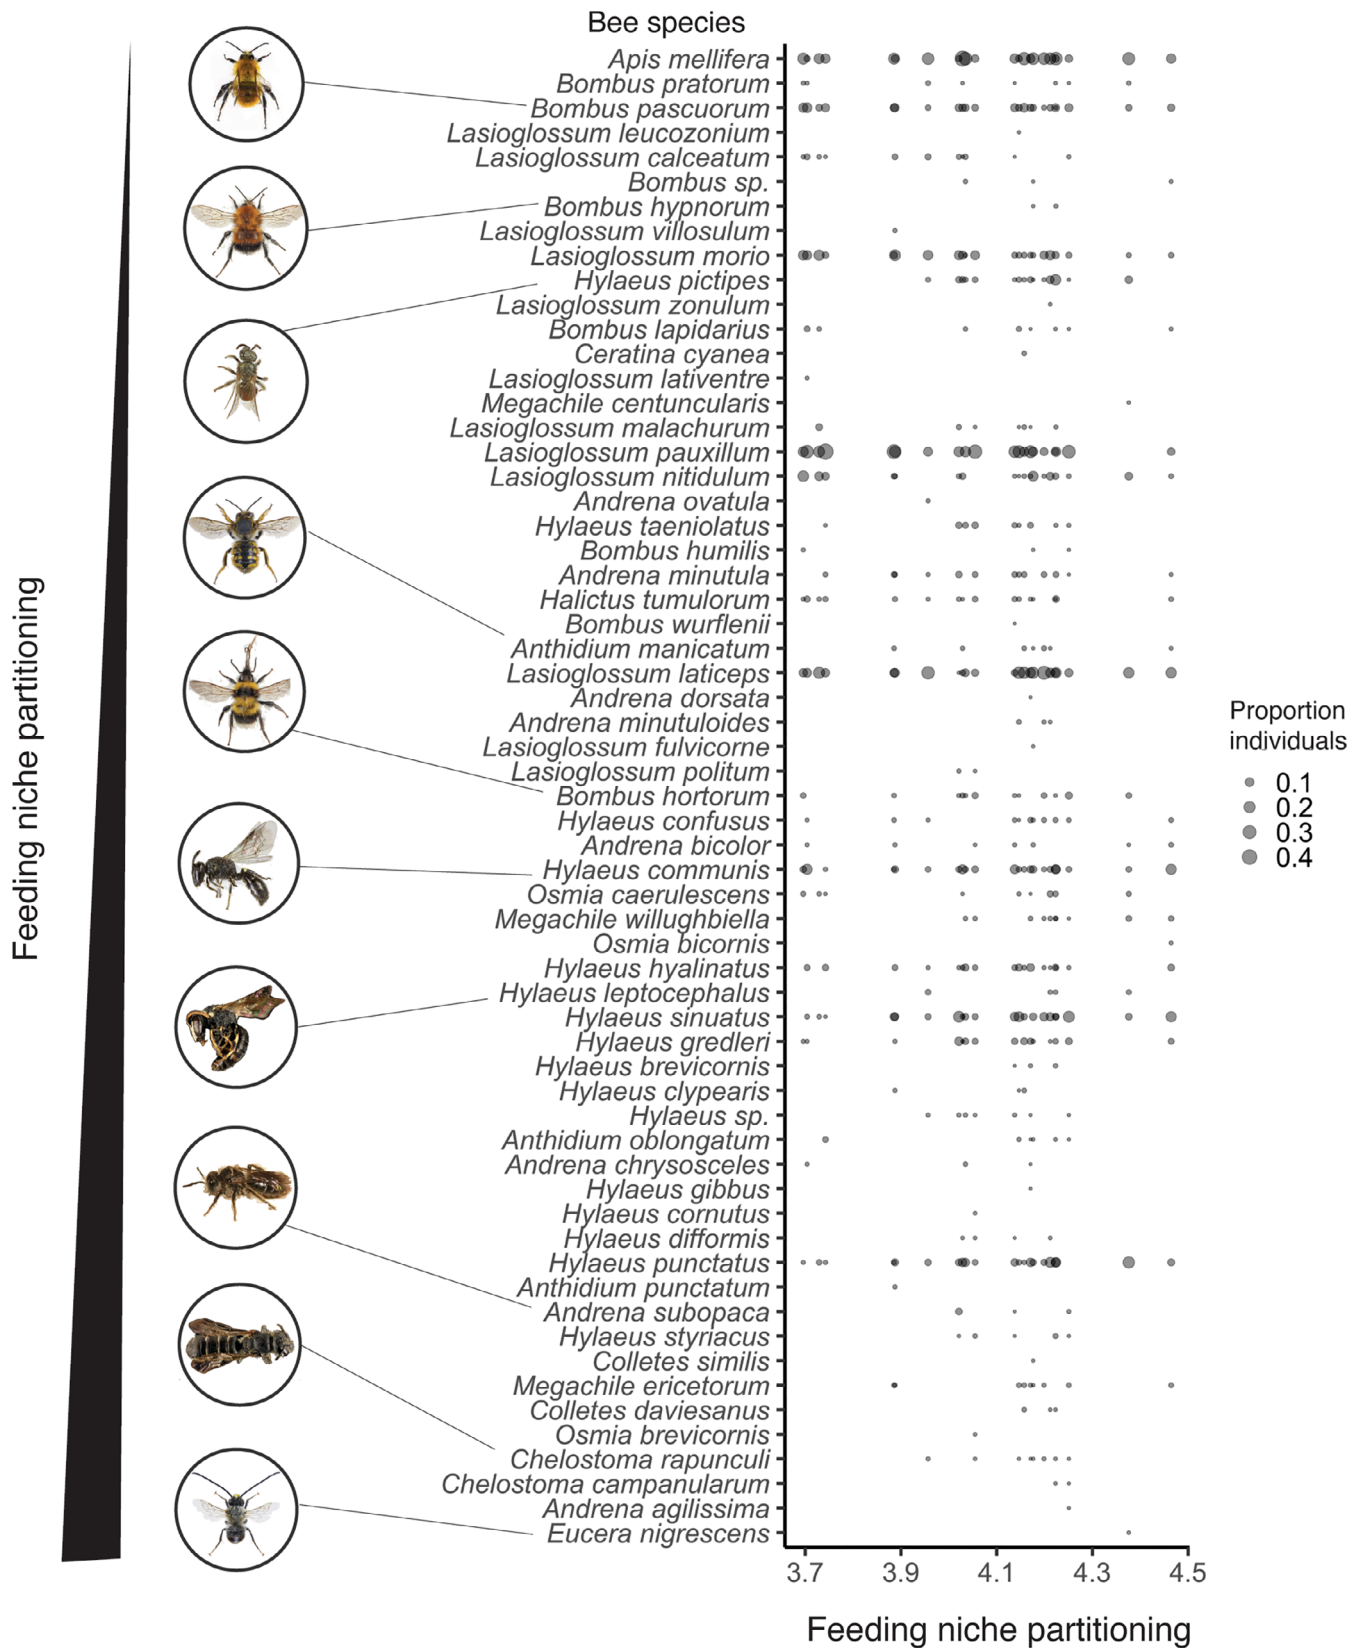 Bee species
Apis mellifera
Bombus pratorum
Bombus pascuorum
Lasioglossum leucozonium
Lasioglossum calceatum
Bombus sp.
Bombus hypnorum
Lasioglossum villosulum
Lasioglossum morio
Hylaeus pictipes
Lasioglossum zonulum
Bombus lapidarius
Ceratina cyanea
Lasioglossum lativentre
Megachile centuncularis
Lasioglossum malachurum
Lasioglossum pauxillum
Lasioglossum nitidulum
Andrena ovatula
Hylaeus taeniolatus
Bombus humilis
Andrena minutula
Halictus tumulorum
Bombus wurflenii
Anthidium manicatum
Lasioglossum laticeps
Andrena dorsata
Andrena minutuloides
Lasioglossum fulvicorne
Lasioglossum politum
Bombus hortorum
Hylaeus confusus
Andrena bicolor
Hylaeus communis
Osmia caerulescens
Megachile willughbiella
Osmia bicornis
Hylaeus hyalinatus
Hylaeus leptocephalus
Hylaeus sinuatus
Hylaeus gredleri
Hylaeus brevicornis
Hylaeus clypearis
Hylaeus sp.
Anthidium oblongatum
Andrena chrysosceles
Hylaeus gibbus
Hylaeus cornutus
Hylaeus difformis
Hylaeus punctatus
Anthidium punctatum
Andrena subopaca
Hylaeus styriacus
Colletes similis
Megachile ericetorum
Colletes daviesanus
Osmia brevicornis
Chelostoma rapunculi
Chelostoma campanularum
Andrena agilissima
Eucera nigrescens
3.7 3.9 4.1 4.3 4.5
Feeding niche partitioning
Feeding niche partitioning
Proportion
individuals
0.1
0.2
0.3
0.4